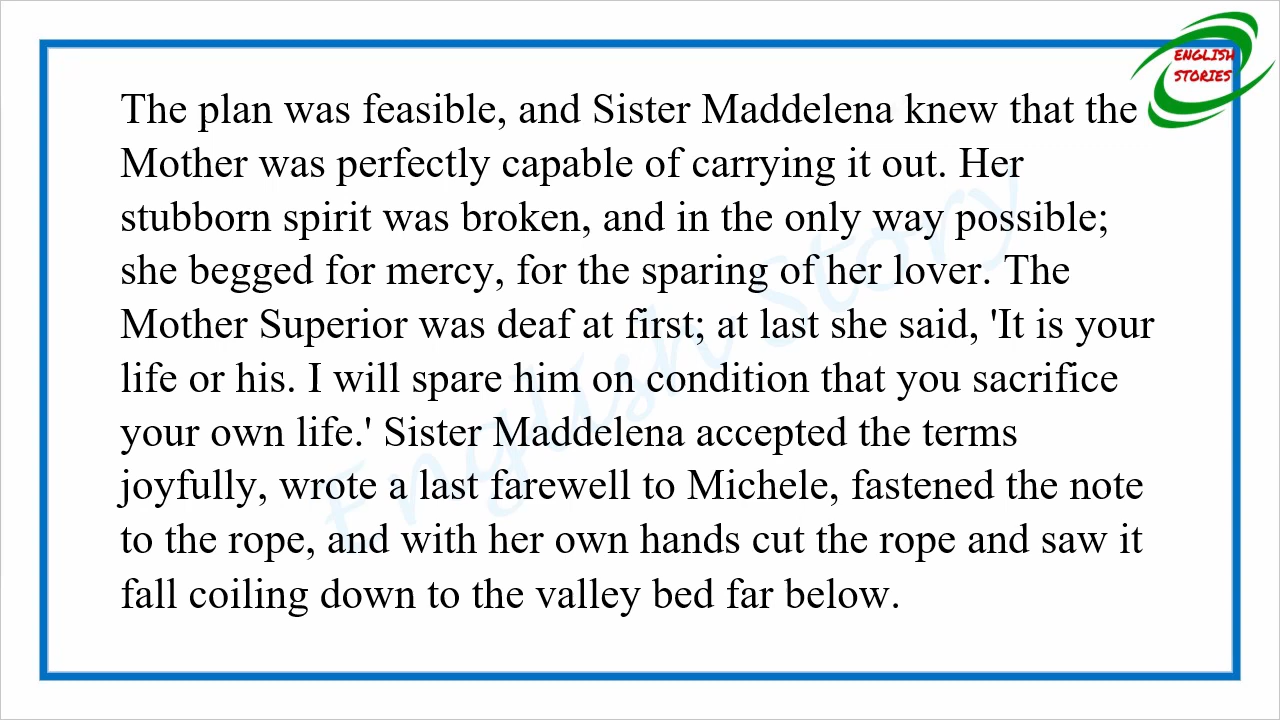 ENGLISH
STORIES
The plan was feasible, and Sister Maddelena knew that the
Mother was perfectly capable of carrying it out. Her
stubborn spirit was broken, and in the only way possible;
she begged for mercy, for the sparing of her lover. The
Mother Superior was deaf at first; at last she said, 'It is your
life or his. I will spare him on condition that you sacrifice
your own life.' Sister Maddelena accepted the terms
joyfully, wrote a last farewell to Michele, fastened the note
to the rope, and with her own hands cut the rope and saw it
fall coiling down to the valley bed far below.
English Story